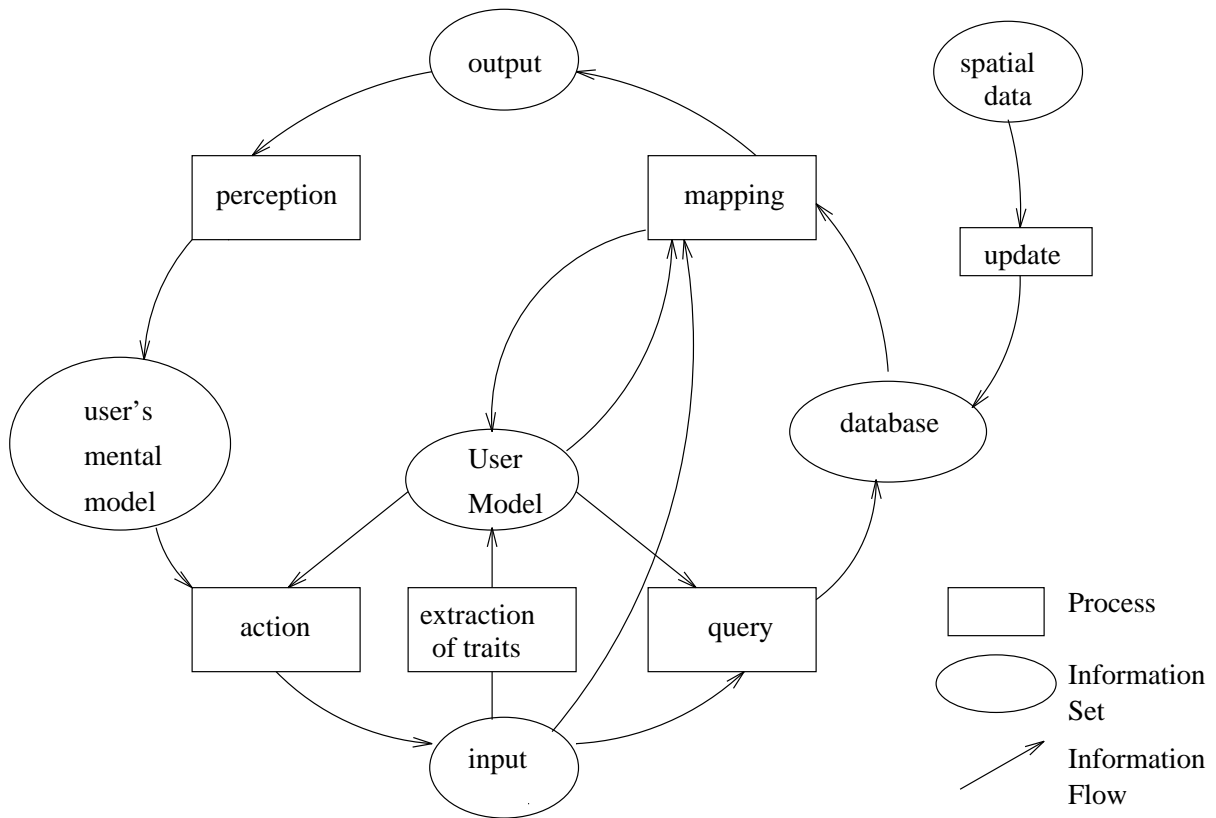 output
spatial
data
perception
mapping
update
user's
mental
model
database
User
Model
action
extraction
of traits
query
input
Process
Information
Set
Information
Flow